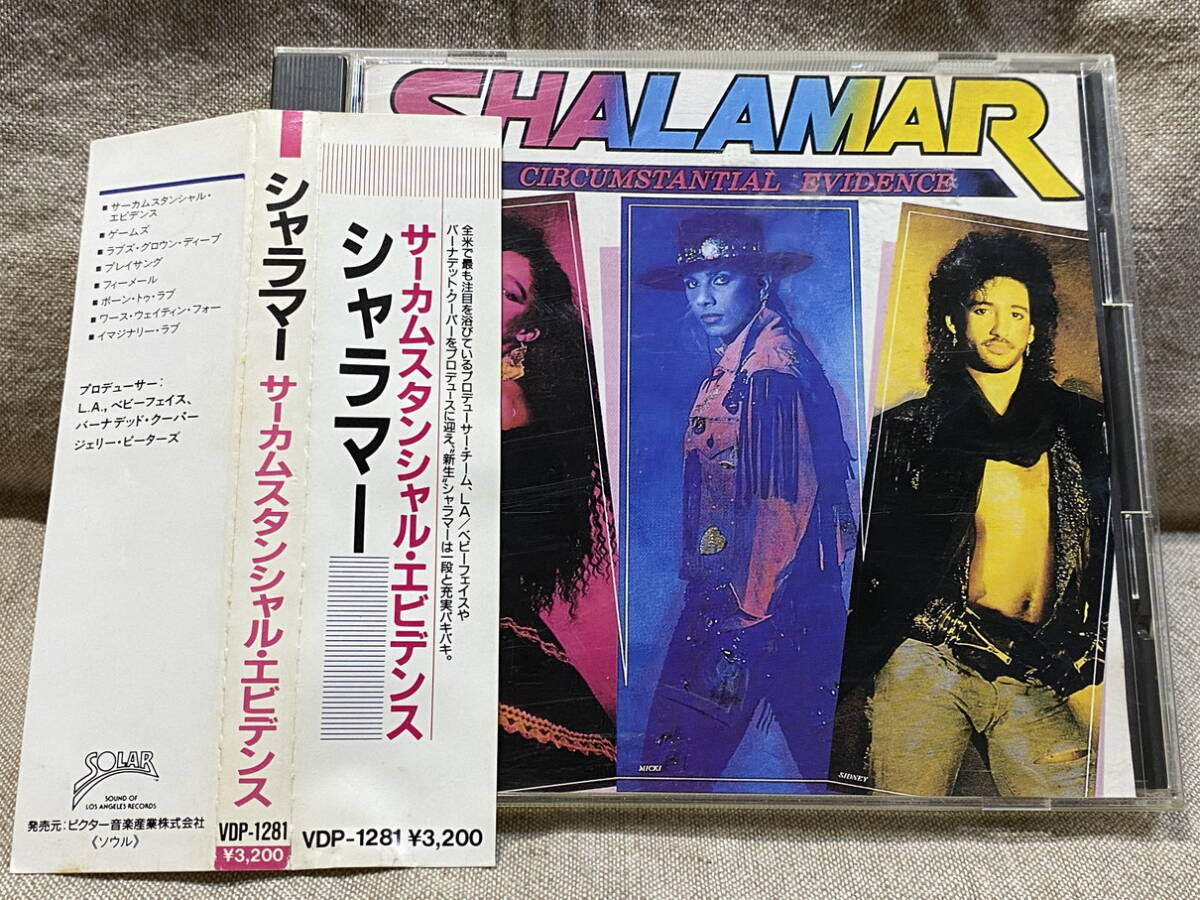 ■ サーカムスタンシャル・
エビデンス
■ ゲームズ
■ ラブズ・グロウン・ディープ
■ プレイサング
■ フィーメール
■ ボーン・トゥ・ラブ
■ ワース・ウェイティン・フォー
■ イマジナリー・ラブ
プロデューサー:
L.A., ベビーフェイス、
バーナデッド・クーパー
ジェリー・ピーターズ
SOLAR
SOUND OF
LOS ANGELES RECORDS
発売元:ビクター音楽産業株式会社
《ソウル》
シャラマー サーカムスタンシャル・エビデンス
VDP-1281
¥3,200
全米で最も注目を浴びているプロデューサー・チーム、L.A/ベビーフェイスや
バーナデット・クーパーをプロデュースに迎え、“新生”シャラマーは一段と充実バキバキ。
サーカムスタンシャル・エビデンス
シャラマー
VDP-1281 ¥3,200
SHALAMAR
CIRCUMSTANTIAL EVIDENCE
MICKI
SIDNEY